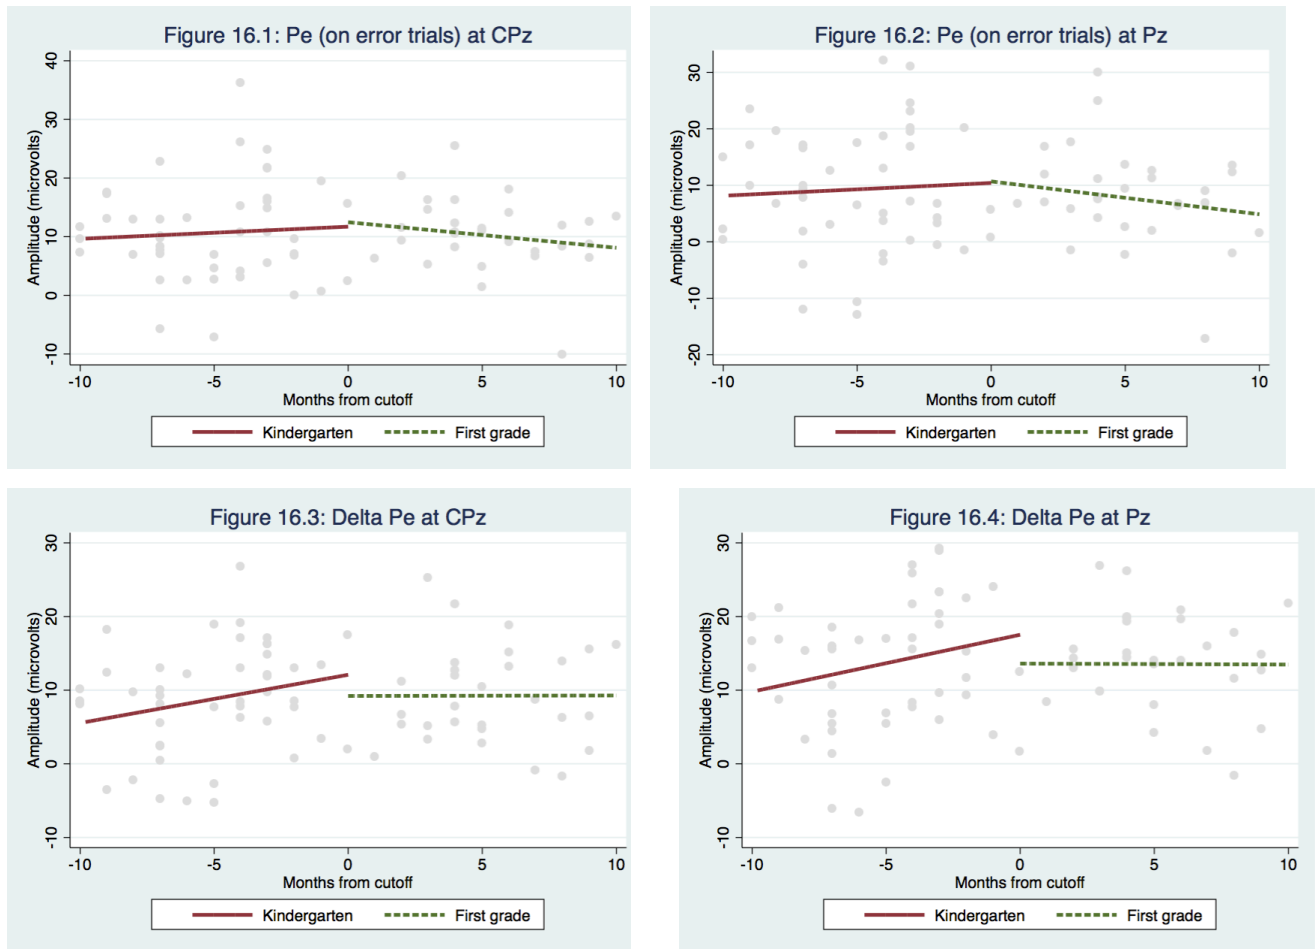 Figure 16.1: Pe (on error trials) at CPz
Amplitude (microvolts)
40
30
20
10
0
-10
-10 -5 0 5 10
Months from cutoff
Kindergarten First grade
Figure 16.2: Pe (on error trials) at Pz
Amplitude (microvolts)
30
20
10
0
-10
-20
-10 -5 0 5 10
Months from cutoff
Kindergarten First grade
Figure 16.3: Delta Pe at CPz
Amplitude (microvolts)
30
20
10
0
-10
-10 -5 0 5 10
Months from cutoff
Kindergarten First grade
Figure 16.4: Delta Pe at Pz
Amplitude (microvolts)
30
20
10
0
-10
-10 -5 0 5 10
Months from cutoff
Kindergarten First grade